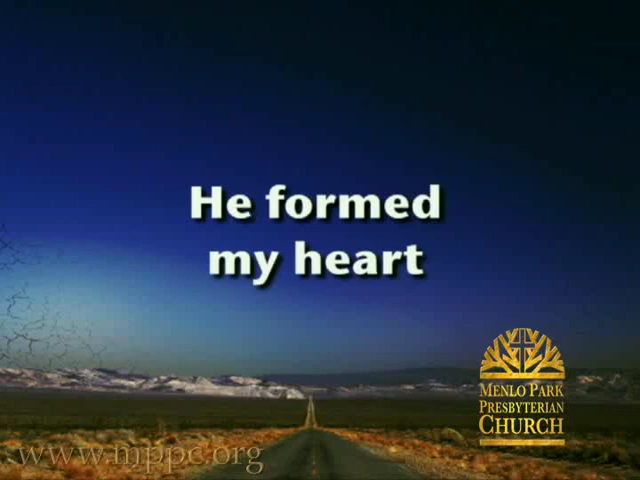 He formed
my heart
MENLO PARK
PRESBYTERIAN
CHURCH
www.mppc.org